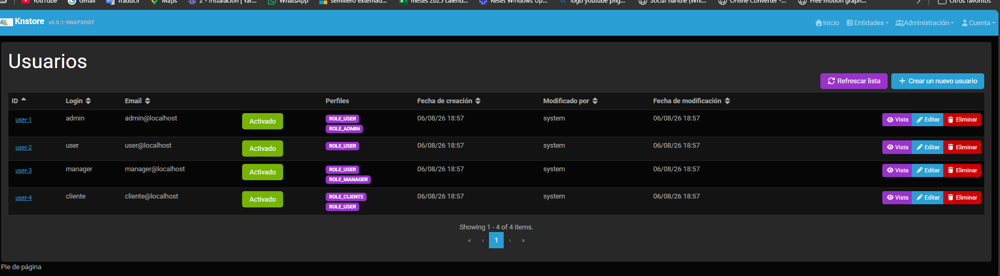 YouTube Gmail Traducir Maps 2 - Instalación | Yar... WhatsApp semillero externad... meses 2025 calend... Reset Windows Up... logo youtube png... Social handle (Whi... Online Converter -... Free motion graph... Otros favoritos
Knstore v0.0.1-SNAPSHOT Inicio Entidades Administración Cuenta
Usuarios
Refrescar lista Crear un nuevo usuario
ID Login Email Perfiles Fecha de creación Modificado por Fecha de modificación
user-1 admin admin@localhost Activado ROLE_USER 06/08/26 18:57 system 06/08/26 18:57 Vista Editar Eliminar
ROLE_ADMIN
user-2 user user@localhost Activado ROLE_USER 06/08/26 18:57 system 06/08/26 18:57 Vista Editar Eliminar
user-3 manager manager@localhost Activado ROLE_USER 06/08/26 18:57 system 06/08/26 18:57 Vista Editar Eliminar
ROLE_MANAGER
user-4 cliente cliente@localhost Activado ROLE_CLIENTE 06/08/26 18:57 system 06/08/26 18:57 Vista Editar Eliminar
ROLE_USER
Showing 1 - 4 of 4 items.
« ‹ 1 › »
Pie de página